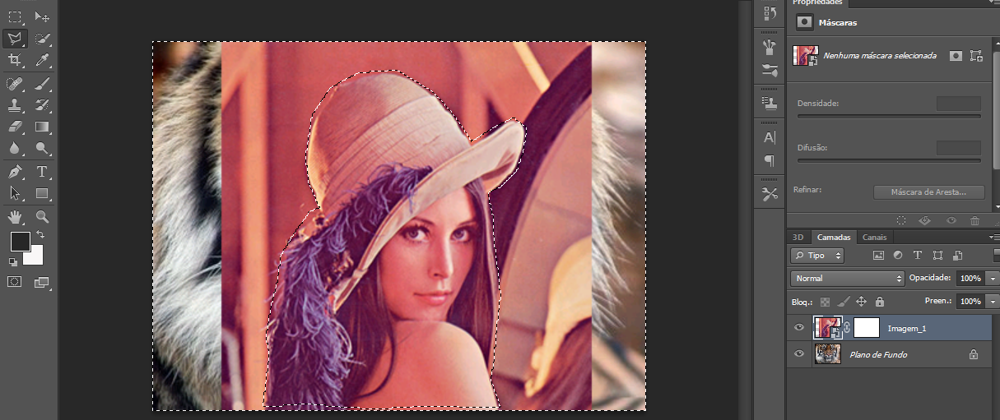 Propriedades
Máscaras
Nenhuma máscara selecionada
Densidade:
Difusão:
Refinar:
Máscara de Aresta...
3D
Camadas
Canais
Tipo
Normal
Opacidade:
100%
Bloq.:
Preen.:
100%
Imagem_1
Plano de Fundo